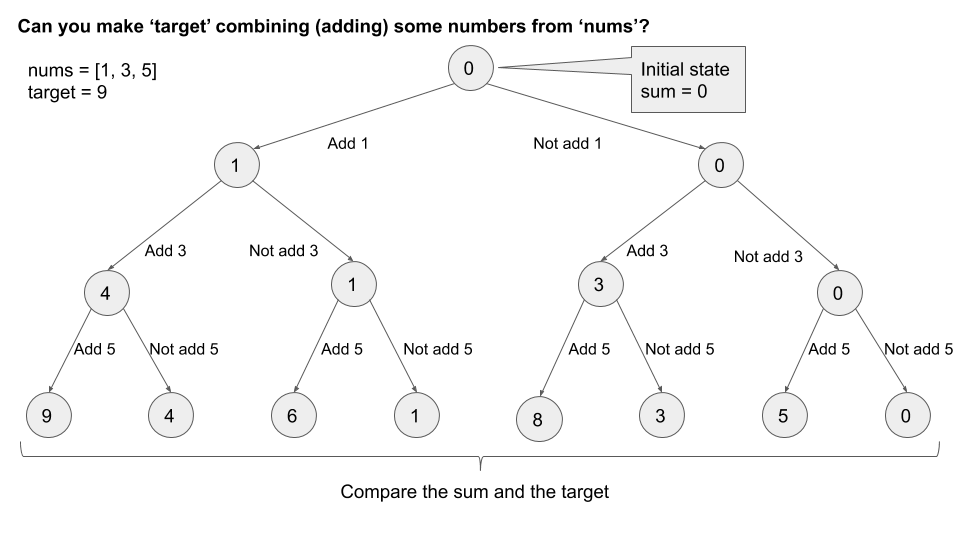 Can you make ‘target’ combining (adding) some numbers from ‘nums’?
nums = [1, 3, 5]
target = 9
0
Initial state
sum = 0
Add 1
Not add 1
1
0
Add 3
Not add 3
Add 3
Not add 3
4
1
3
0
Add 5
Not add 5
Add 5
Not add 5
Add 5
Not add 5
Add 5
Not add 5
9
4
6
1
8
3
5
0
Compare the sum and the target